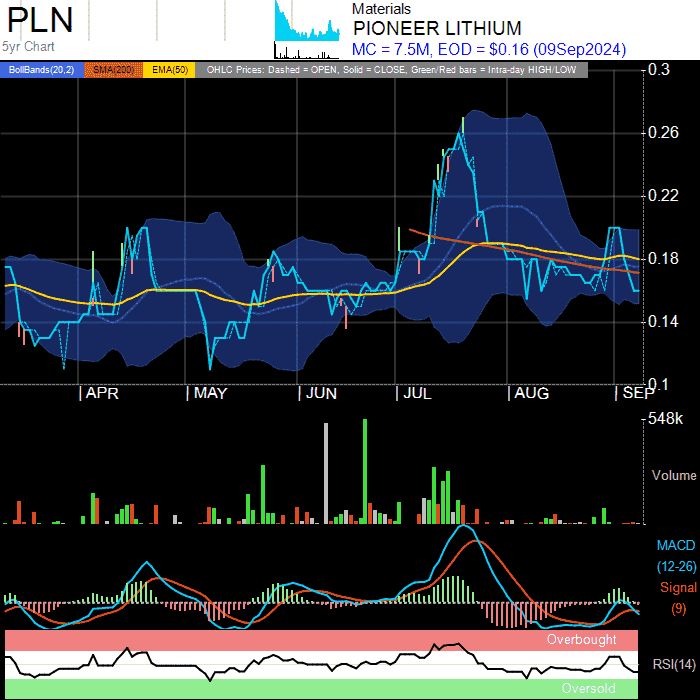 PLN
5yr Chart
Materials
PIONEER LITHIUM
MC = 7.5M, EOD = $0.16 (09Sep2024)
BollBands(20,2) SMA(200) EMA(50) OHLC Prices: Dashed = OPEN, Solid = CLOSE, Green/Red bars = Intra-day HIGH/LOW
0.3
0.26
0.22
0.18
0.14
0.1
APR MAY JUN JUL AUG SEP
548k
Volume
MACD
(12-26)
Signal
(9)
Overbought
RSI(14)
Oversold